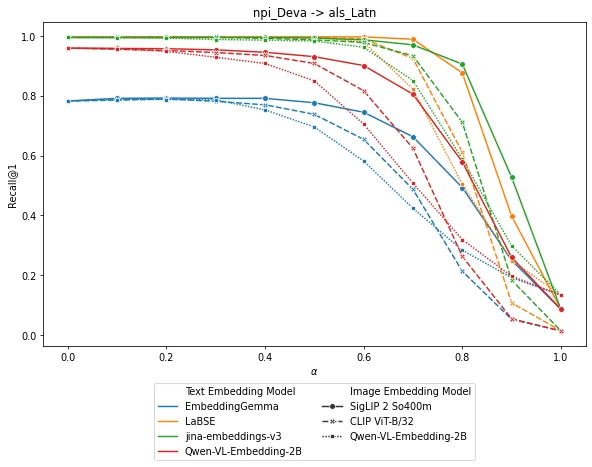 npi_Deva -> als_Latn
Recall@1
1.0
0.8
0.6
0.4
0.2
0.0
0.0 0.2 0.4 0.6 0.8 1.0
α
Text Embedding Model
EmbeddingGemma
LaBSE
jina-embeddings-v3
Qwen-VL-Embedding-2B
Image Embedding Model
SigLIP 2 So400m
CLIP ViT-B/32
Qwen-VL-Embedding-2B